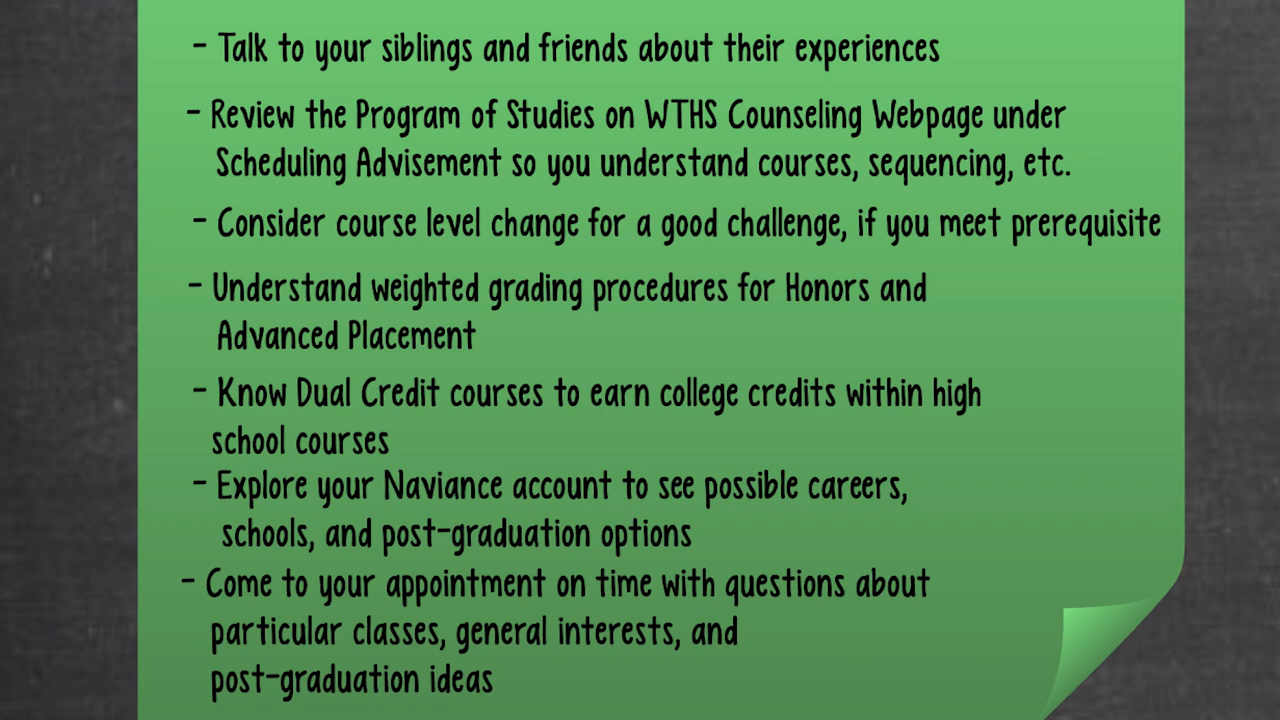 - Talk to your siblings and friends about their experiences
- Review the Program of Studies on WTHS Counseling Webpage under
Scheduling Advisement so you understand courses, sequencing, etc.
- Consider course level change for a good challenge, if you meet prerequisite
- Understand weighted grading procedures for Honors and
Advanced Placement
- Know Dual Credit courses to earn college credits within high
school courses
- Explore your Naviance account to see possible careers,
schools, and post-graduation options
- Come to your appointment on time with questions about
particular classes, general interests, and
post-graduation ideas